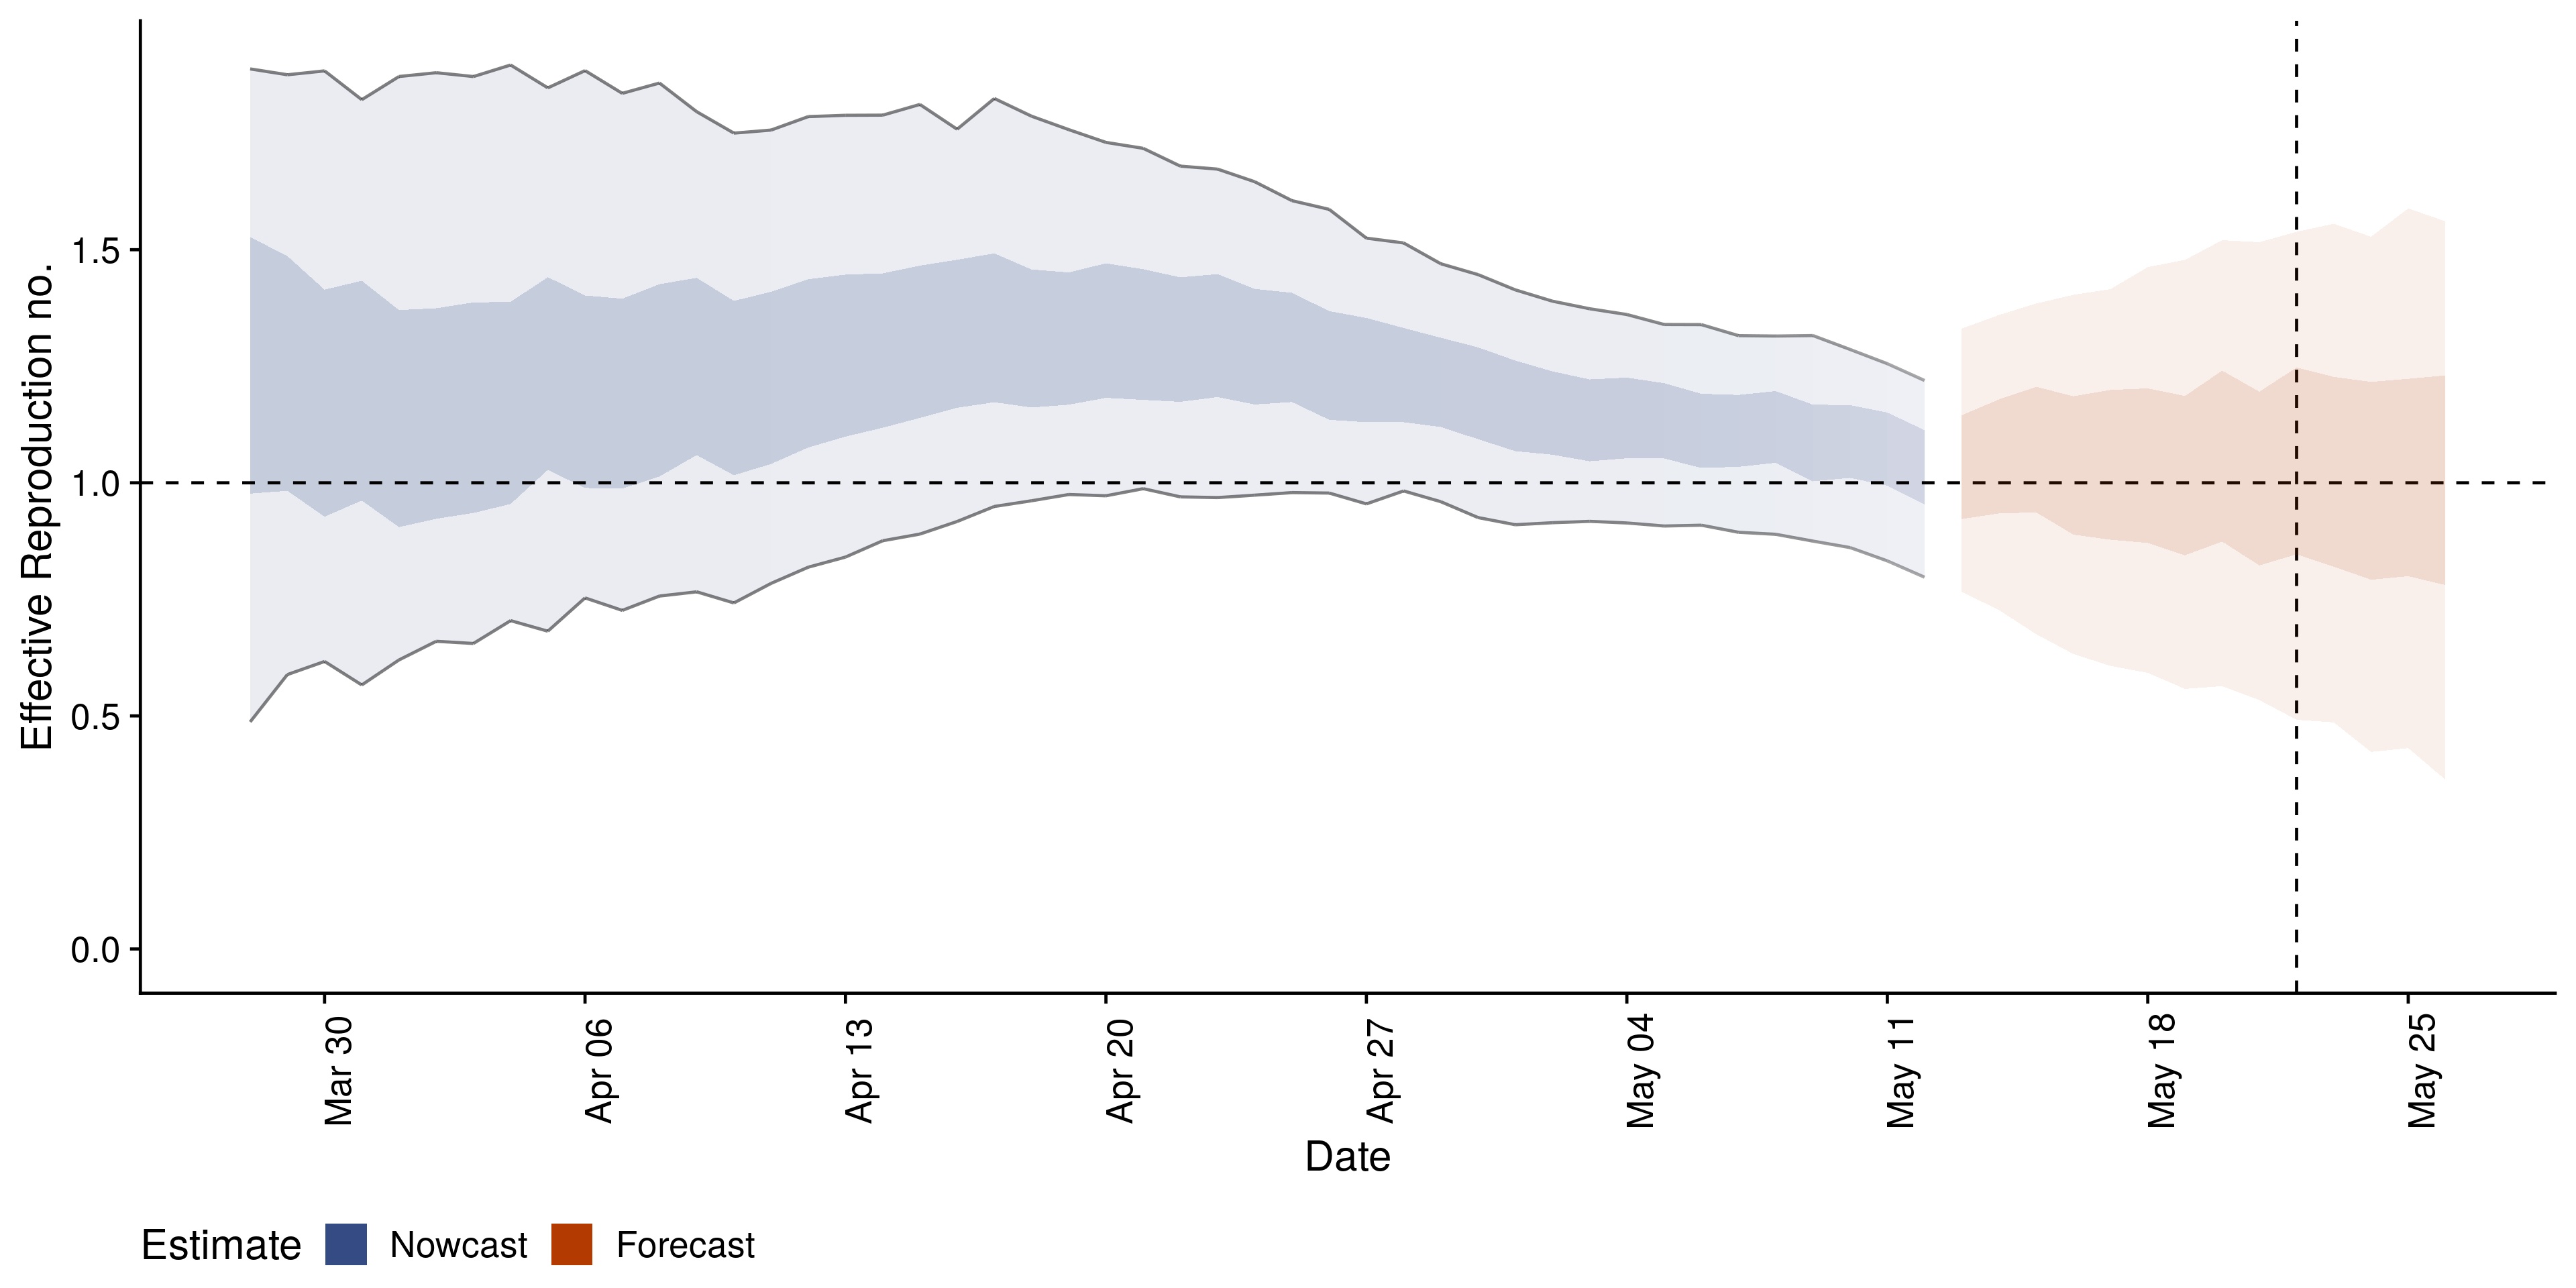 Effective Reproduction no.
1.5
1.0
0.5
0.0
Mar 30
Apr 06
Apr 13
Apr 20
Apr 27
May 04
May 11
May 18
May 25
Date
Estimate Nowcast Forecast